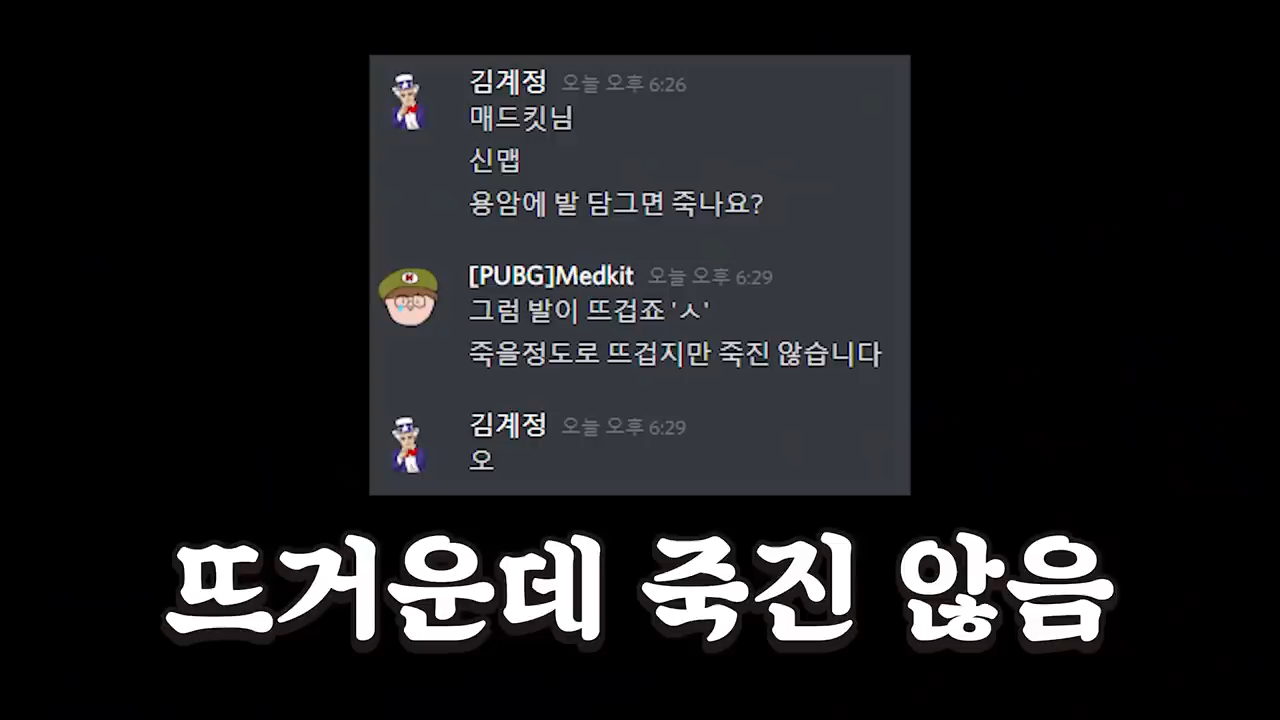 김계정 오늘 오후 6:26
매드킷님
신맵
용암에 발 담그면 죽나요?
[PUBG]Medkit 오늘 오후 6:29
그럼 발이 뜨겁죠 'ㅅ'
죽을정도로 뜨겁지만 죽진 않습니다
김계정 오늘 오후 6:29
오
뜨거운데 죽진 않음